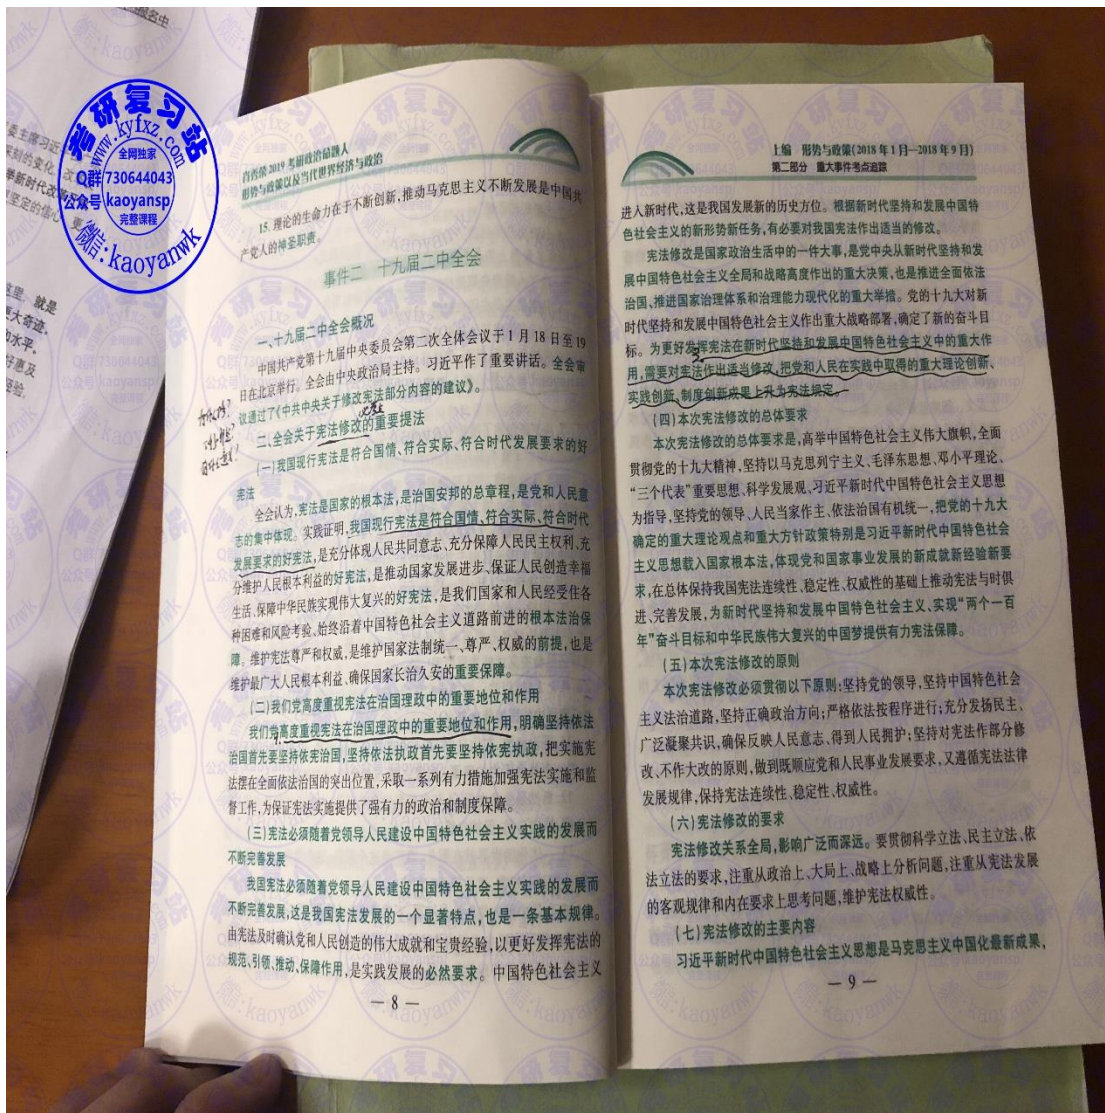 报名中
委主席习近
深刻的变化
举新时代改
坚定的信心
这里 就是
更大奇迹。
和水平。
好惠及
经验
考研复习站
www.kyfxz.com
全网独家
Q群 730644043
公众号 kaoyansp
完整课程
微信:kaoyanwk
肖秀荣2019考研政治命题人
形势与政策以及当代世界经济与政治
15. 理论的生命力在于不断创新,推动马克思主义不断发展是中国共
产党人的神圣职责。
事件二 十九届二中全会
一、十九届二中全会概况
中国共产党第十九届中央委员会第二次全体会议于1月18日至19
日在北京举行。全会由中央政治局主持。习近平作了重要讲话。全会审
议通过了《中共中央关于修改宪法部分内容的建议》。
二、全会关于宪法修改的重要提法
(一)我国现行宪法是符合国情、符合实际、符合时代发展要求的好
宪法
全会认为,宪法是国家的根本法,是治国安邦的总章程,是党和人民意
志的集中体现。实践证明,我国现行宪法是符合国情、符合实际、符合时代
发展要求的好宪法,是充分体现人民共同意志、充分保障人民民主权利、充
分维护人民根本利益的好宪法,是推动国家发展进步、保证人民创造幸福
生活、保障中华民族实现伟大复兴的好宪法,是我们国家和人民经受住各
种困难和风险考验、始终沿着中国特色社会主义道路前进的根本法治保
障。维护宪法尊严和权威,是维护国家法制统一、尊严、权威的前提,也是
维护最广大人民根本利益、确保国家长治久安的重要保障。
(二)我们党高度重视宪法在治国理政中的重要地位和作用
我们党高度重视宪法在治国理政中的重要地位和作用,明确坚持依法
治国首先要坚持依宪治国,坚持依法执政首先要坚持依宪执政,把实施宪
法摆在全面依法治国的突出位置,采取一系列有力措施加强宪法实施和监
督工作,为保证宪法实施提供了强有力的政治和制度保障。
(三)宪法必须随着党领导人民建设中国特色社会主义实践的发展而
不断完善发展
我国宪法必须随着党领导人民建设中国特色社会主义实践的发展而
不断完善发展,这是我国宪法发展的一个显著特点,也是一条基本规律。
由宪法及时确认党和人民创造的伟大成就和宝贵经验,以更好发挥宪法的
规范、引领、推动、保障作用,是实践发展的必然要求。中国特色社会主义
— 8 —
上编 形势与政策(2018年1月—2018年9月)
第二部分 重大事件考点追踪
进入新时代,这是我国发展新的历史方位。根据新时代坚持和发展中国特
色社会主义的新形势新任务,有必要对我国宪法作出适当的修改。
宪法修改是国家政治生活中的一件大事,是党中央从新时代坚持和发
展中国特色社会主义全局和战略高度作出的重大决策,也是推进全面依法
治国、推进国家治理体系和治理能力现代化的重大举措。党的十九大对新
时代坚持和发展中国特色社会主义作出重大战略部署,确定了新的奋斗目
标。为更好发挥宪法在新时代坚持和发展中国特色社会主义中的重大作
用,需要对宪法作出适当修改,把党和人民在实践中取得的重大理论创新、
实践创新、制度创新成果上升为宪法规定。
(四)本次宪法修改的总体要求
本次宪法修改的总体要求是,高举中国特色社会主义伟大旗帜,全面
贯彻党的十九大精神,坚持以马克思列宁主义、毛泽东思想、邓小平理论、
“三个代表”重要思想、科学发展观、习近平新时代中国特色社会主义思想
为指导,坚持党的领导、人民当家作主、依法治国有机统一,把党的十九大
确定的重大理论观点和重大方针政策特别是习近平新时代中国特色社会
主义思想载入国家根本法,体现党和国家事业发展的新成就新经验新要
求,在总体保持我国宪法连续性、稳定性、权威性的基础上推动宪法与时俱
进、完善发展,为新时代坚持和发展中国特色社会主义、实现“两个一百
年”奋斗目标和中华民族伟大复兴的中国梦提供有力宪法保障。
(五)本次宪法修改的原则
本次宪法修改必须贯彻以下原则:坚持党的领导,坚持中国特色社会
主义法治道路,坚持正确政治方向;严格依法按程序进行;充分发扬民主、
广泛凝聚共识,确保反映人民意志、得到人民拥护;坚持对宪法作部分修
改、不作大改的原则,做到既顺应党和人民事业发展要求,又遵循宪法法律
发展规律,保持宪法连续性、稳定性、权威性。
(六)宪法修改的要求
宪法修改关系全局,影响广泛而深远。要贯彻科学立法、民主立法、依
法立法的要求,注重从政治上、大局上、战略上分析问题,注重从宪法发展
的客观规律和内在要求上思考问题,维护宪法权威性。
(七)宪法修改的主要内容
习近平新时代中国特色社会主义思想是马克思主义中国化最新成果,
— 9 —